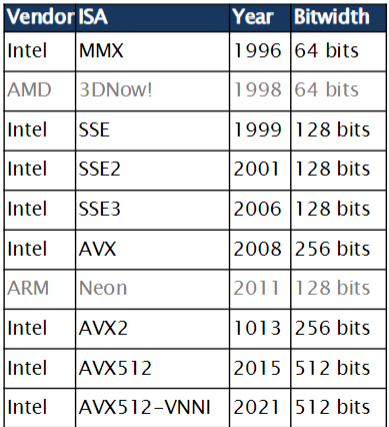 Vendor ISA Year Bitwidth
Intel MMX 1996 64 bits
AMD 3DNow! 1998 64 bits
Intel SSE 1999 128 bits
Intel SSE2 2001 128 bits
Intel SSE3 2006 128 bits
Intel AVX 2008 256 bits
ARM Neon 2011 128 bits
Intel AVX2 1013 256 bits
Intel AVX512 2015 512 bits
Intel AVX512-VNNI 2021 512 bits